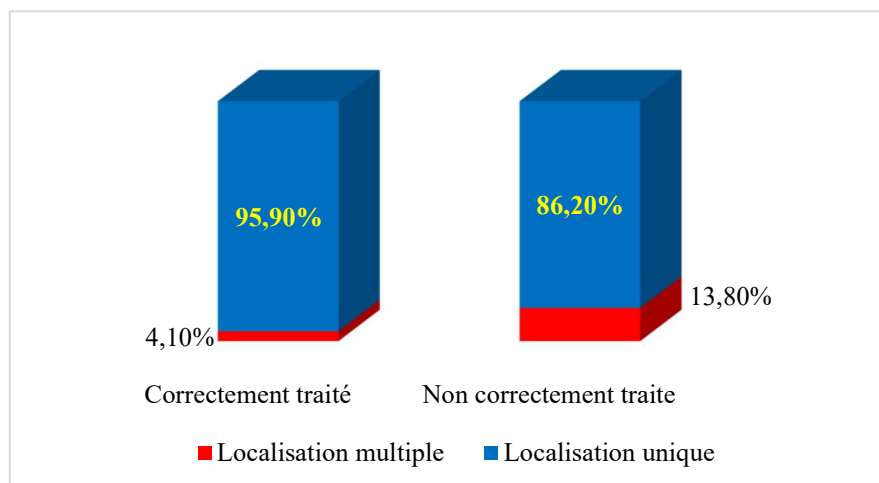 95,90%
86,20%
13,80%
4,10%
Correctement traité
Non correctement traite
Localisation multiple
Localisation unique